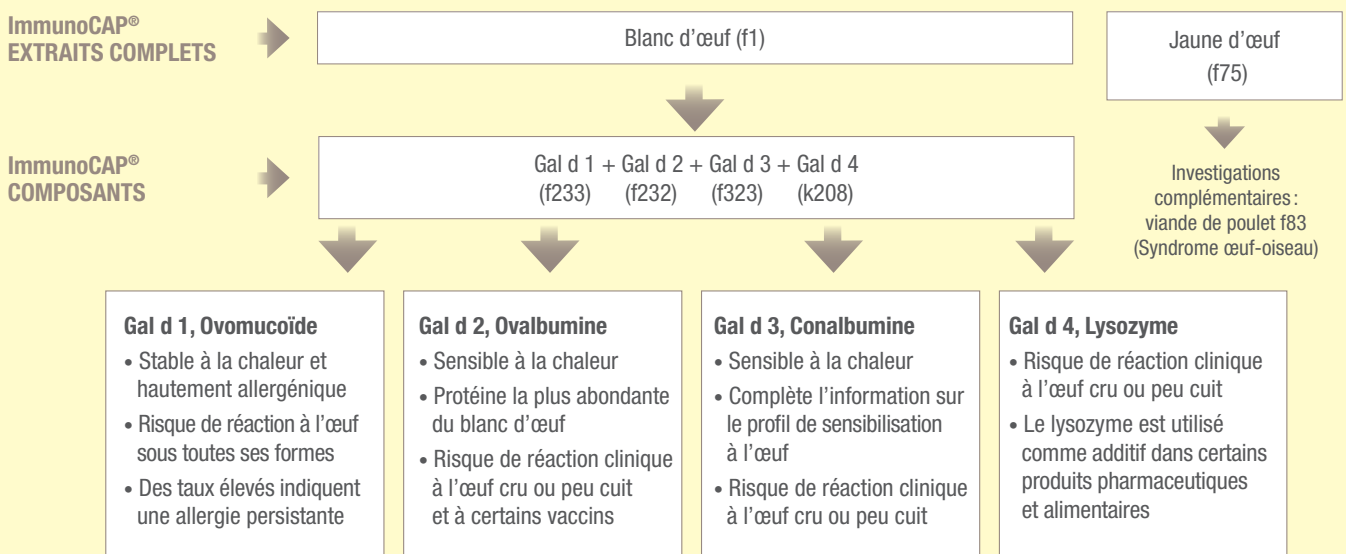 ImmunoCAP®
EXTRAITS COMPLETS
Blanc d’œuf (f1)
Jaune d’œuf
(f75)
ImmunoCAP®
COMPOSANTS
Gal d 1 + Gal d 2 + Gal d 3 + Gal d 4
(f233) (f232) (f323) (k208)
Investigations
complémentaires :
viande de poulet f83
(Syndrome œuf-oiseau)
Gal d 1, Ovomucoïde
• Stable à la chaleur et
hautement allergénique
• Risque de réaction à l’œuf
sous toutes ses formes
• Des taux élevés indiquent
une allergie persistante
Gal d 2, Ovalbumine
• Sensible à la chaleur
• Protéine la plus abondante
du blanc d’œuf
• Risque de réaction clinique
à l’œuf cru ou peu cuit
et à certains vaccins
Gal d 3, Conalbumine
• Sensible à la chaleur
• Complète l’information sur
le profil de sensibilisation
à l’œuf
• Risque de réaction clinique
à l’œuf cru ou peu cuit
Gal d 4, Lysozyme
• Risque de réaction clinique
à l’œuf cru ou peu cuit
• Le lysozyme est utilisé
comme additif dans certains
produits pharmaceutiques
et alimentaires